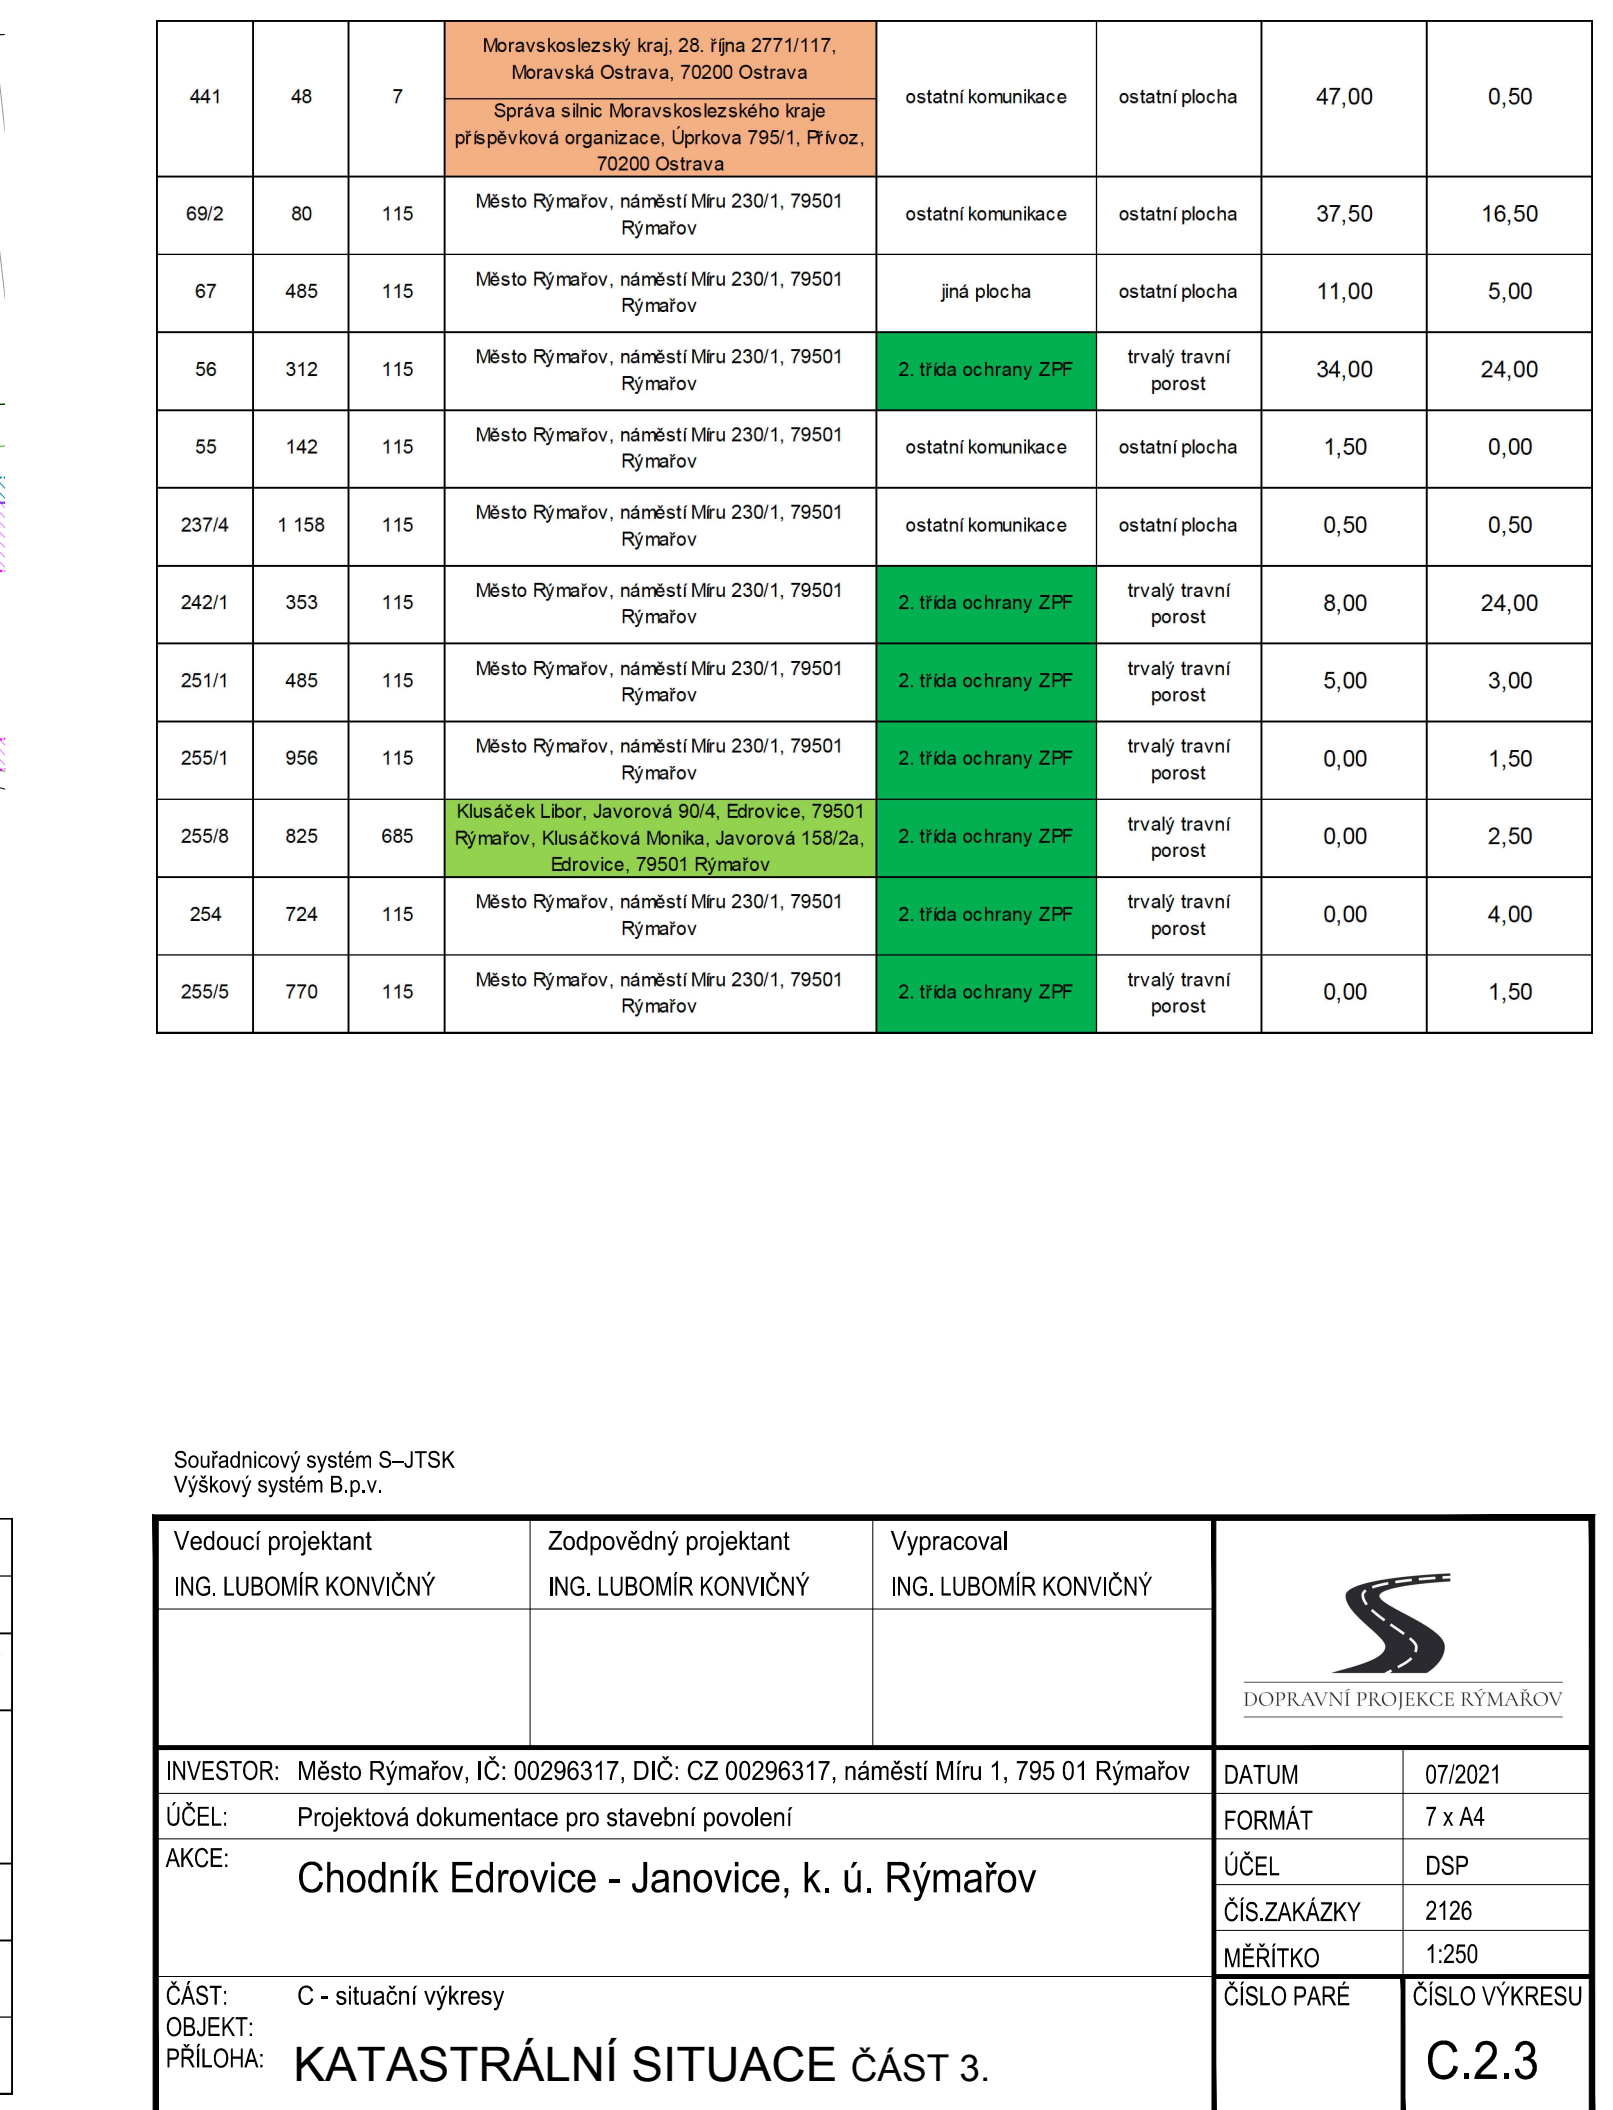 Moravskoslezský kraj, 28. října 2771/117,
Moravská Ostrava, 70200 Ostrava
441 48 7 ostatní komunikace ostatní plocha 47,00 0,50
Správa silnic Moravskoslezského kraje
příspěvková organizace, Úprkova 795/1, Přívoz,
70200 Ostrava
69/2 80 115 Město Rýmařov, náměstí Míru 230/1, 79501 ostatní komunikace ostatní plocha 37,50 16,50
Rýmařov
67 485 115 Město Rýmařov, náměstí Míru 230/1, 79501 jiná plocha ostatní plocha 11,00 5,00
Rýmařov
56 312 115 Město Rýmařov, náměstí Míru 230/1, 79501 2. třída ochrany ZPF trvalý travní 34,00 24,00
Rýmařov porost
55 142 115 Město Rýmařov, náměstí Míru 230/1, 79501 ostatní komunikace ostatní plocha 1,50 0,00
Rýmařov
237/4 1 158 115 Město Rýmařov, náměstí Míru 230/1, 79501 ostatní komunikace ostatní plocha 0,50 0,50
Rýmařov
242/1 353 115 Město Rýmařov, náměstí Míru 230/1, 79501 2. třída ochrany ZPF trvalý travní 8,00 24,00
Rýmařov porost
251/1 485 115 Město Rýmařov, náměstí Míru 230/1, 79501 2. třída ochrany ZPF trvalý travní 5,00 3,00
Rýmařov porost
255/1 956 115 Město Rýmařov, náměstí Míru 230/1, 79501 2. třída ochrany ZPF trvalý travní 0,00 1,50
Rýmařov porost
Klusáček Libor, Javorová 90/4, Edrovice, 79501
255/8 825 685 Rýmařov, Klusáčková Monika, Javorová 158/2a, 2. třída ochrany ZPF trvalý travní 0,00 2,50
Edrovice, 79501 Rýmařov porost
254 724 115 Město Rýmařov, náměstí Míru 230/1, 79501 2. třída ochrany ZPF trvalý travní 0,00 4,00
Rýmařov porost
255/5 770 115 Město Rýmařov, náměstí Míru 230/1, 79501 2. třída ochrany ZPF trvalý travní 0,00 1,50
Rýmařov porost
Souřadnicový systém S–JTSK
Výškový systém B.p.v.
Vedoucí projektant Zodpovědný projektant Vypracoval
ING. LUBOMÍR KONVIČNÝ ING. LUBOMÍR KONVIČNÝ ING. LUBOMÍR KONVIČNÝ
DOPRAVNÍ PROJEKCE RÝMAŘOV
INVESTOR: Město Rýmařov, IČ: 00296317, DIČ: CZ 00296317, náměstí Míru 1, 795 01 Rýmařov DATUM 07/2021
ÚČEL: Projektová dokumentace pro stavební povolení FORMÁT 7 x A4
AKCE: Chodník Edrovice - Janovice, k. ú. Rýmařov ÚČEL DSP
ČÍS.ZAKÁZKY 2126
MĚŘÍTKO 1:250
ČÁST: C - situační výkresy ČÍSLO PARÉ ČÍSLO VÝKRESU
OBJEKT:
PŘÍLOHA: KATASTRÁLNÍ SITUACE ČÁST 3. C.2.3